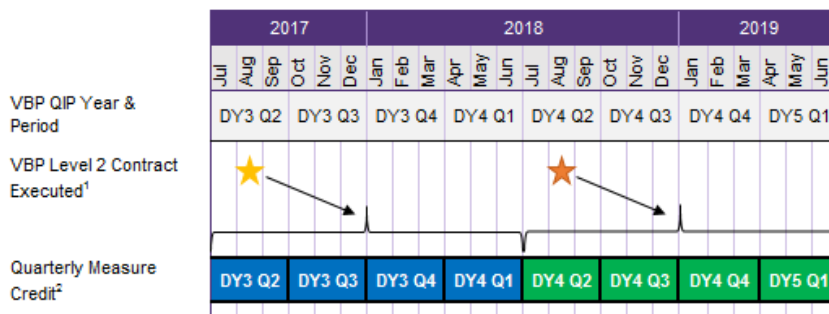 2017 2018 2019
Jul Aug Sep Oct Nov Dec Jan Feb Mar Apr May Jun Jul Aug Sep Oct Nov Dec Jan Feb Mar Apr May Jun
VBP QIP Year &
Period
DY3 Q2 DY3 Q3 DY3 Q4 DY4 Q1 DY4 Q2 DY4 Q3 DY4 Q4 DY5 Q1
VBP Level 2 Contract
Executed¹
Quarterly Measure
Credit²
DY3 Q2 DY3 Q3 DY3 Q4 DY4 Q1 DY4 Q2 DY4 Q3 DY4 Q4 DY5 Q1